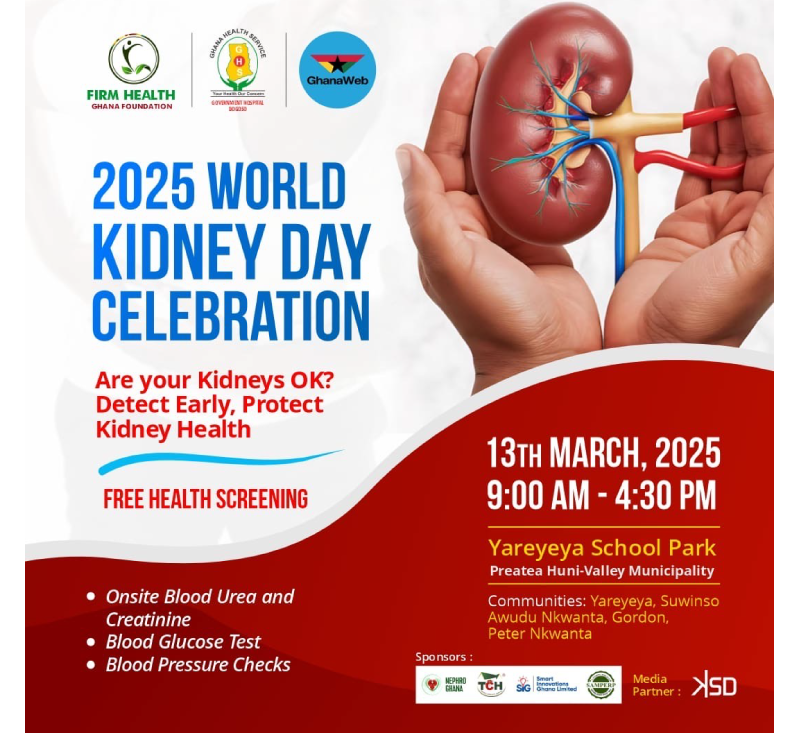 FIRM HEALTH
GHANA FOUNDATION
GHANA HEALTH SERVICE
G H S
Your Health Our Concern
GOVERNMENT HOSPITAL
BOGOSO
GhanaWeb
2025 WORLD
KIDNEY DAY
CELEBRATION
Are your Kidneys OK?
Detect Early, Protect
Kidney Health
FREE HEALTH SCREENING
• Onsite Blood Urea and
Creatinine
• Blood Glucose Test
• Blood Pressure Checks
13TH MARCH, 2025
9:00 AM - 4:30 PM
Yareyeya School Park
Preatea Huni-Valley Municipality
Communities: Yareyeya, Suwinso
Awudu Nkwanta, Gordon,
Peter Nkwanta
Sponsors :
NEPHRO
GHANA
TCH
SIG
Smart
Innovations
Ghana Limited
SAMPERP
Media
Partner :
KSD